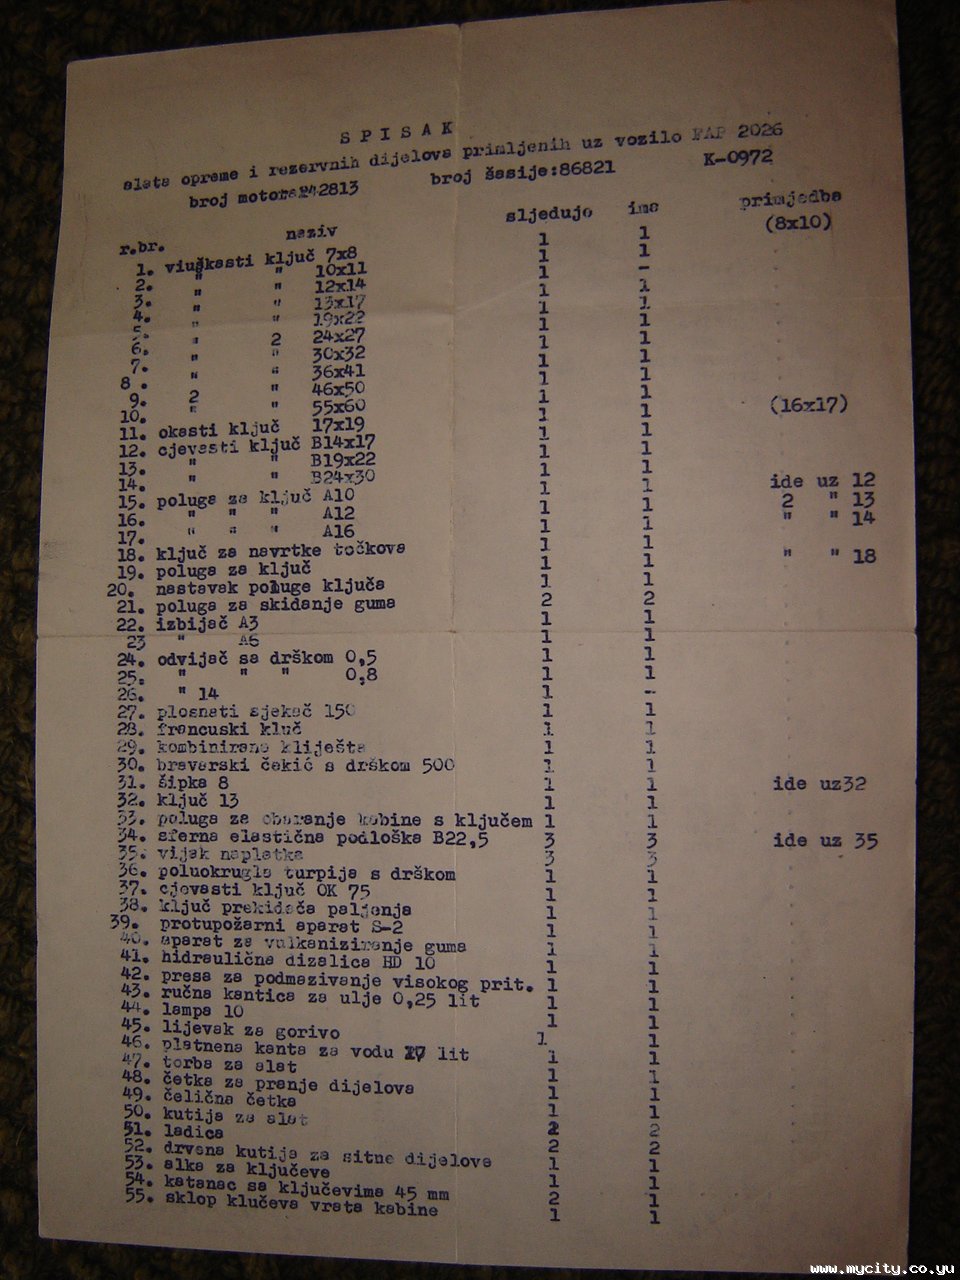 S P I S A K
alata opreme i rezervnih dijelova primljenih uz vozilo FAP 2026
broj motora 242813 broj šasije:86821 K-0972
r.br. naziv sljeduju ima primjedba
1. viuškasti ključ 7x8 1 1 (8x10)
2. " " 10x11 1 1
3. " " 12x14 1 -
4. " " 13x17 1 1
5. " " 19x22 1 1
6. " 2 24x27 1 1
7. " " 30x32 1 1
8. " " 36x41 1 1
9. 2 " 46x50 1 1
10. " " 55x60 1 1
11. okasti ključ 17x19 1 1 (16x17)
12. cjevasti ključ B14x17 1 1
13. " " B19x22 1 1
14. " " B24x30 1 1
15. poluga za ključ A10 1 1 ide uz 12
16. " " " A12 1 1 2 " 13
17. " " " A16 1 1 " " 14
18. ključ za navrtke točkova 1 1
19. poluga za ključ 1 1 " " 18
20. nastavak poluge ključa 1 1
21. poluga za skidanje guma 2 2
22. izbijač A3 1 1
23 " A6 1 1
24. odvijač sa drškom 0,5 1 1
25. " " " 0,8 1 1
26. " 14 1 -
27. plosnati sjekač 150 1 1
28. francuski kluč 1 1
29. kombinirana kliješta 1 1
30. bravarski čekić s drškom 500 1 1
31. šipka 8 1 1 ide uz32
32. ključ 13 1 1
33. poluga za obaranje kabine s ključem 1 1
34. sferna elastična podloška B22,5 3 3 ide uz 35
35. vijak naplatka 3 3
36. poluokrugla turpija s drškom 1 1
37. cjevasti ključ OK 75 1 1
38. ključ prekidača paljenja 1 1
39. protupožarni aparat S-2 1 1
40. aparat za vulkaniziranje guma 1 1
41. hidraulična dizalica HD 10 1 1
42. presa za podmazivanje visokog prit. 1 1
43. ručna kantica za ulje 0,25 lit 1 1
44. lampa 10 1 1
45. lijevak za gorivo 1 1
46. platnena kanta za vodu 17 lit 1 1
47. torba za alat 1 1
48. četka za pranje dijelova 1 1
49. čelična četka 1 1
50. kutija za alat 1 1
51. ladica 2 2
52. drvena kutija za sitne dijelove 2 2
53. alka za ključeve 1 1
54. katanac sa ključevima 45 mm 2 1
55. sklop klučeva vrata kabine 1 1
www.mycity.co.yu